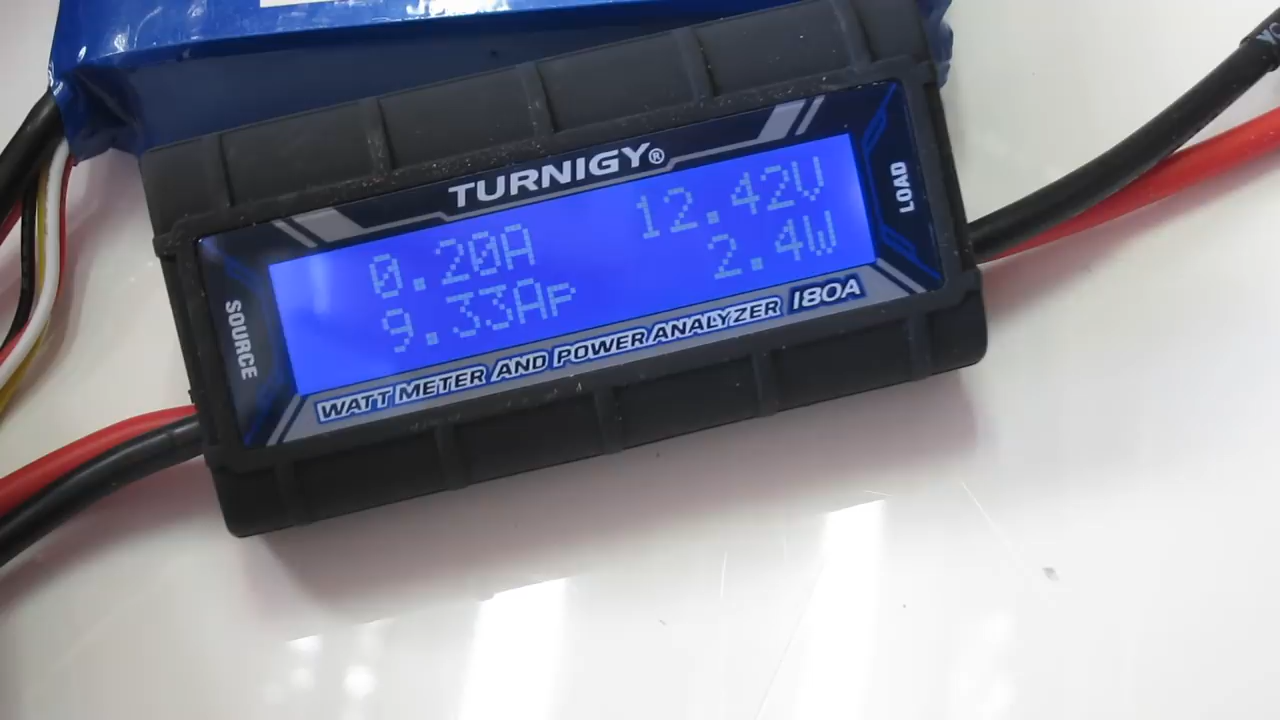 TURNIGY®
0.20A 12.42V
9.33Ap 2.4W
SOURCE
LOAD
WATT METER AND POWER ANALYZER 180A